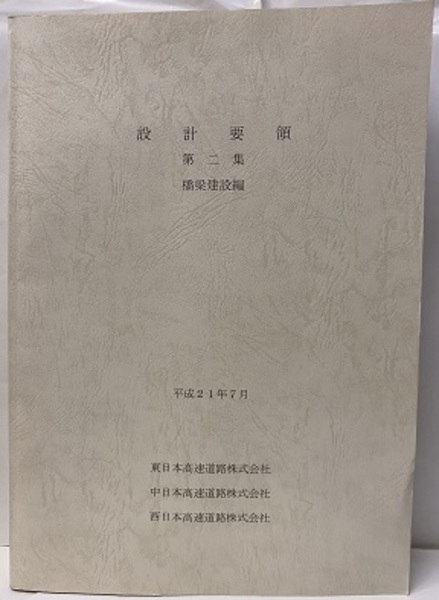 設計要領
第二集
橋梁建設編
平成21年7月
東日本高速道路株式会社
中日本高速道路株式会社
西日本高速道路株式会社